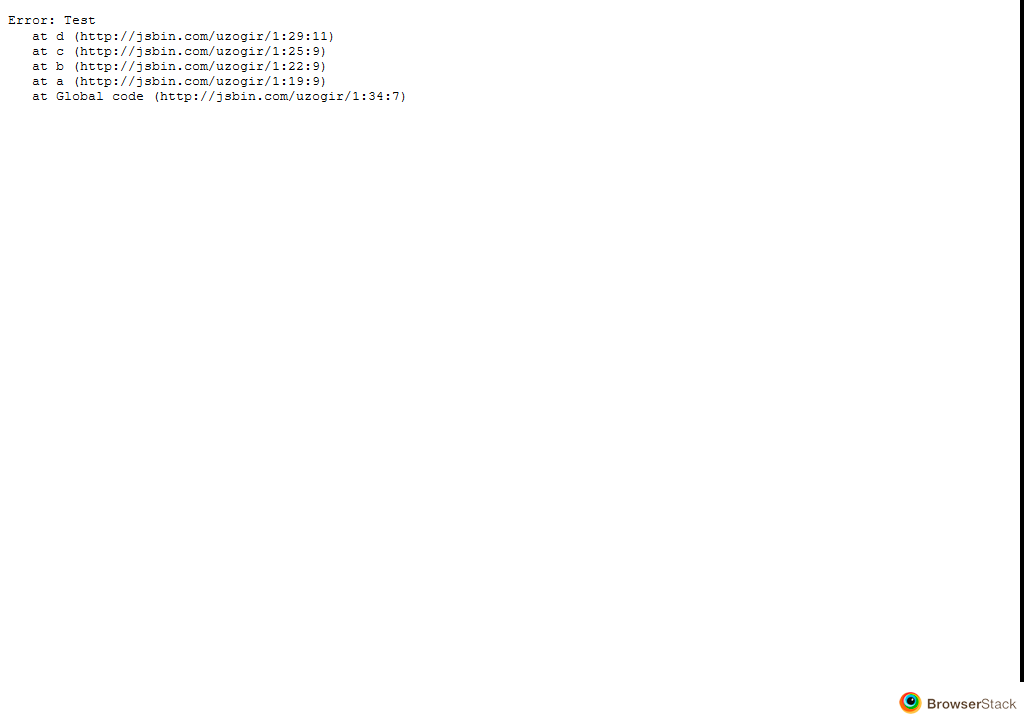 Error: Test
   at d (http://jsbin.com/uzogir/1:29:11)
   at c (http://jsbin.com/uzogir/1:25:9)
   at b (http://jsbin.com/uzogir/1:22:9)
   at a (http://jsbin.com/uzogir/1:19:9)
   at Global code (http://jsbin.com/uzogir/1:34:7)
BrowserStack